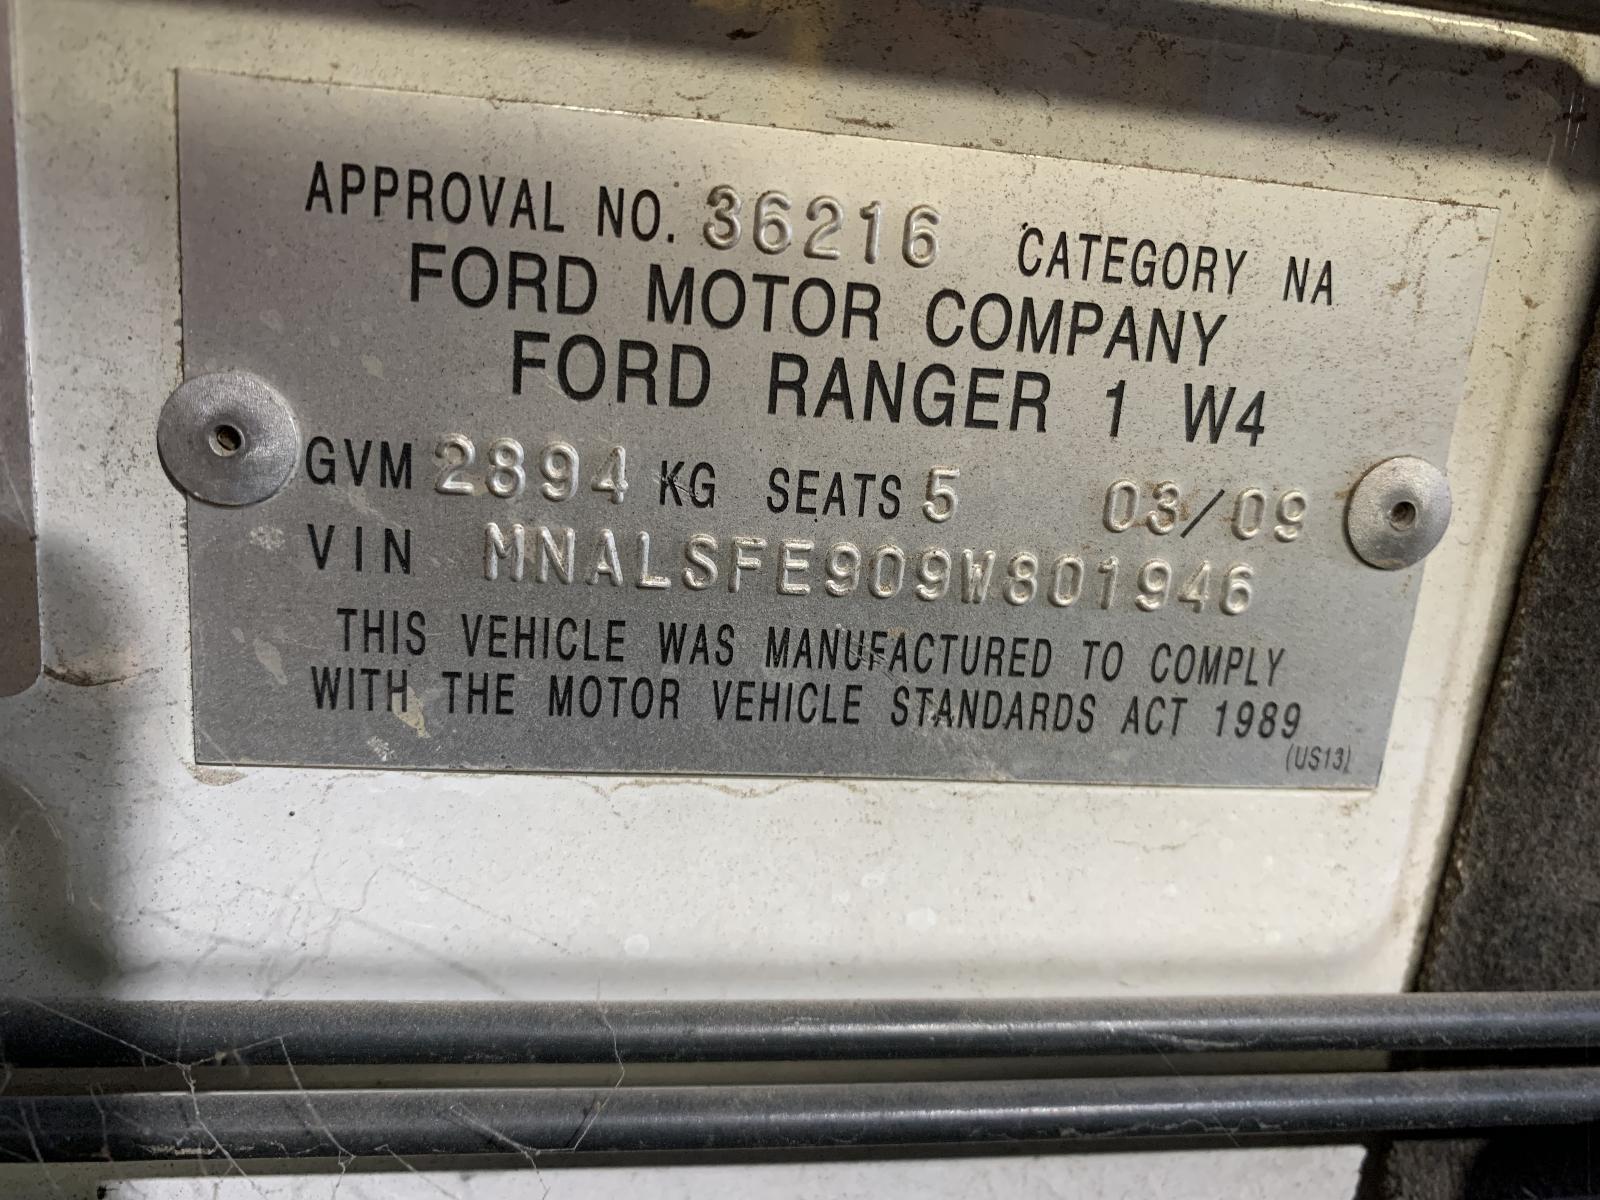 APPROVAL NO. 36216 CATEGORY NA
FORD MOTOR COMPANY
FORD RANGER 1 W4
GVM 2894 KG SEATS 5 03/09
VIN MNALSFE909W801946
THIS VEHICLE WAS MANUFACTURED TO COMPLY
WITH THE MOTOR VEHICLE STANDARDS ACT 1989
(US13)